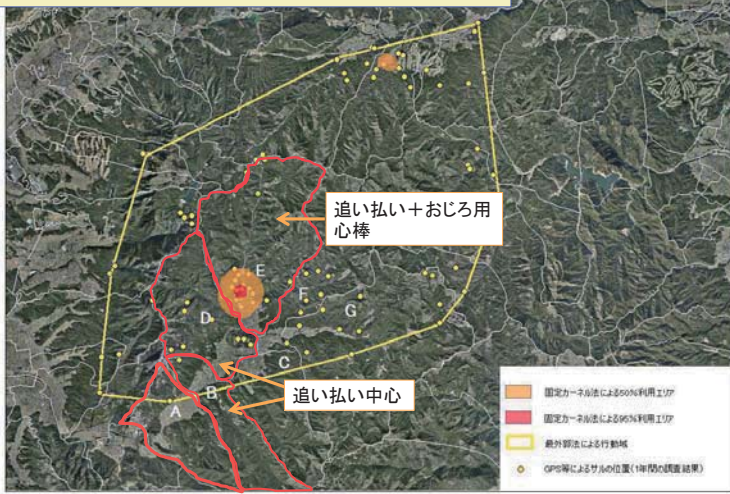 追い払い＋おじろ用
心棒
E
F
G
D
C
追い払い中心
B
A
固定カーネル法による50％利用エリア
固定カーネル法による95％利用エリア
最外郭法による行動域
GPS等によるサルの位置（1年間の調査結果）